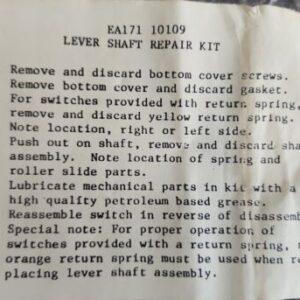 EA171 10109
LEVER SHAFT REPAIR KIT
Remove and discard bottom cover screws.
Remove bottom cover and discard gasket.
For switches provided with return spring,
remove and discard yellow return spring.
Note location, right or left side.
Push out on shaft, remove and discard sha
assembly. Note location of spring and
roller slide parts.
Lubricate mechanical parts in kit with a
high quality petroleum based grease.
Reassemble switch in reverse of disassemb
Special note: For proper operation of
switches provided with a return spring,
orange return spring must be used when re
placing lever shaft assembly.